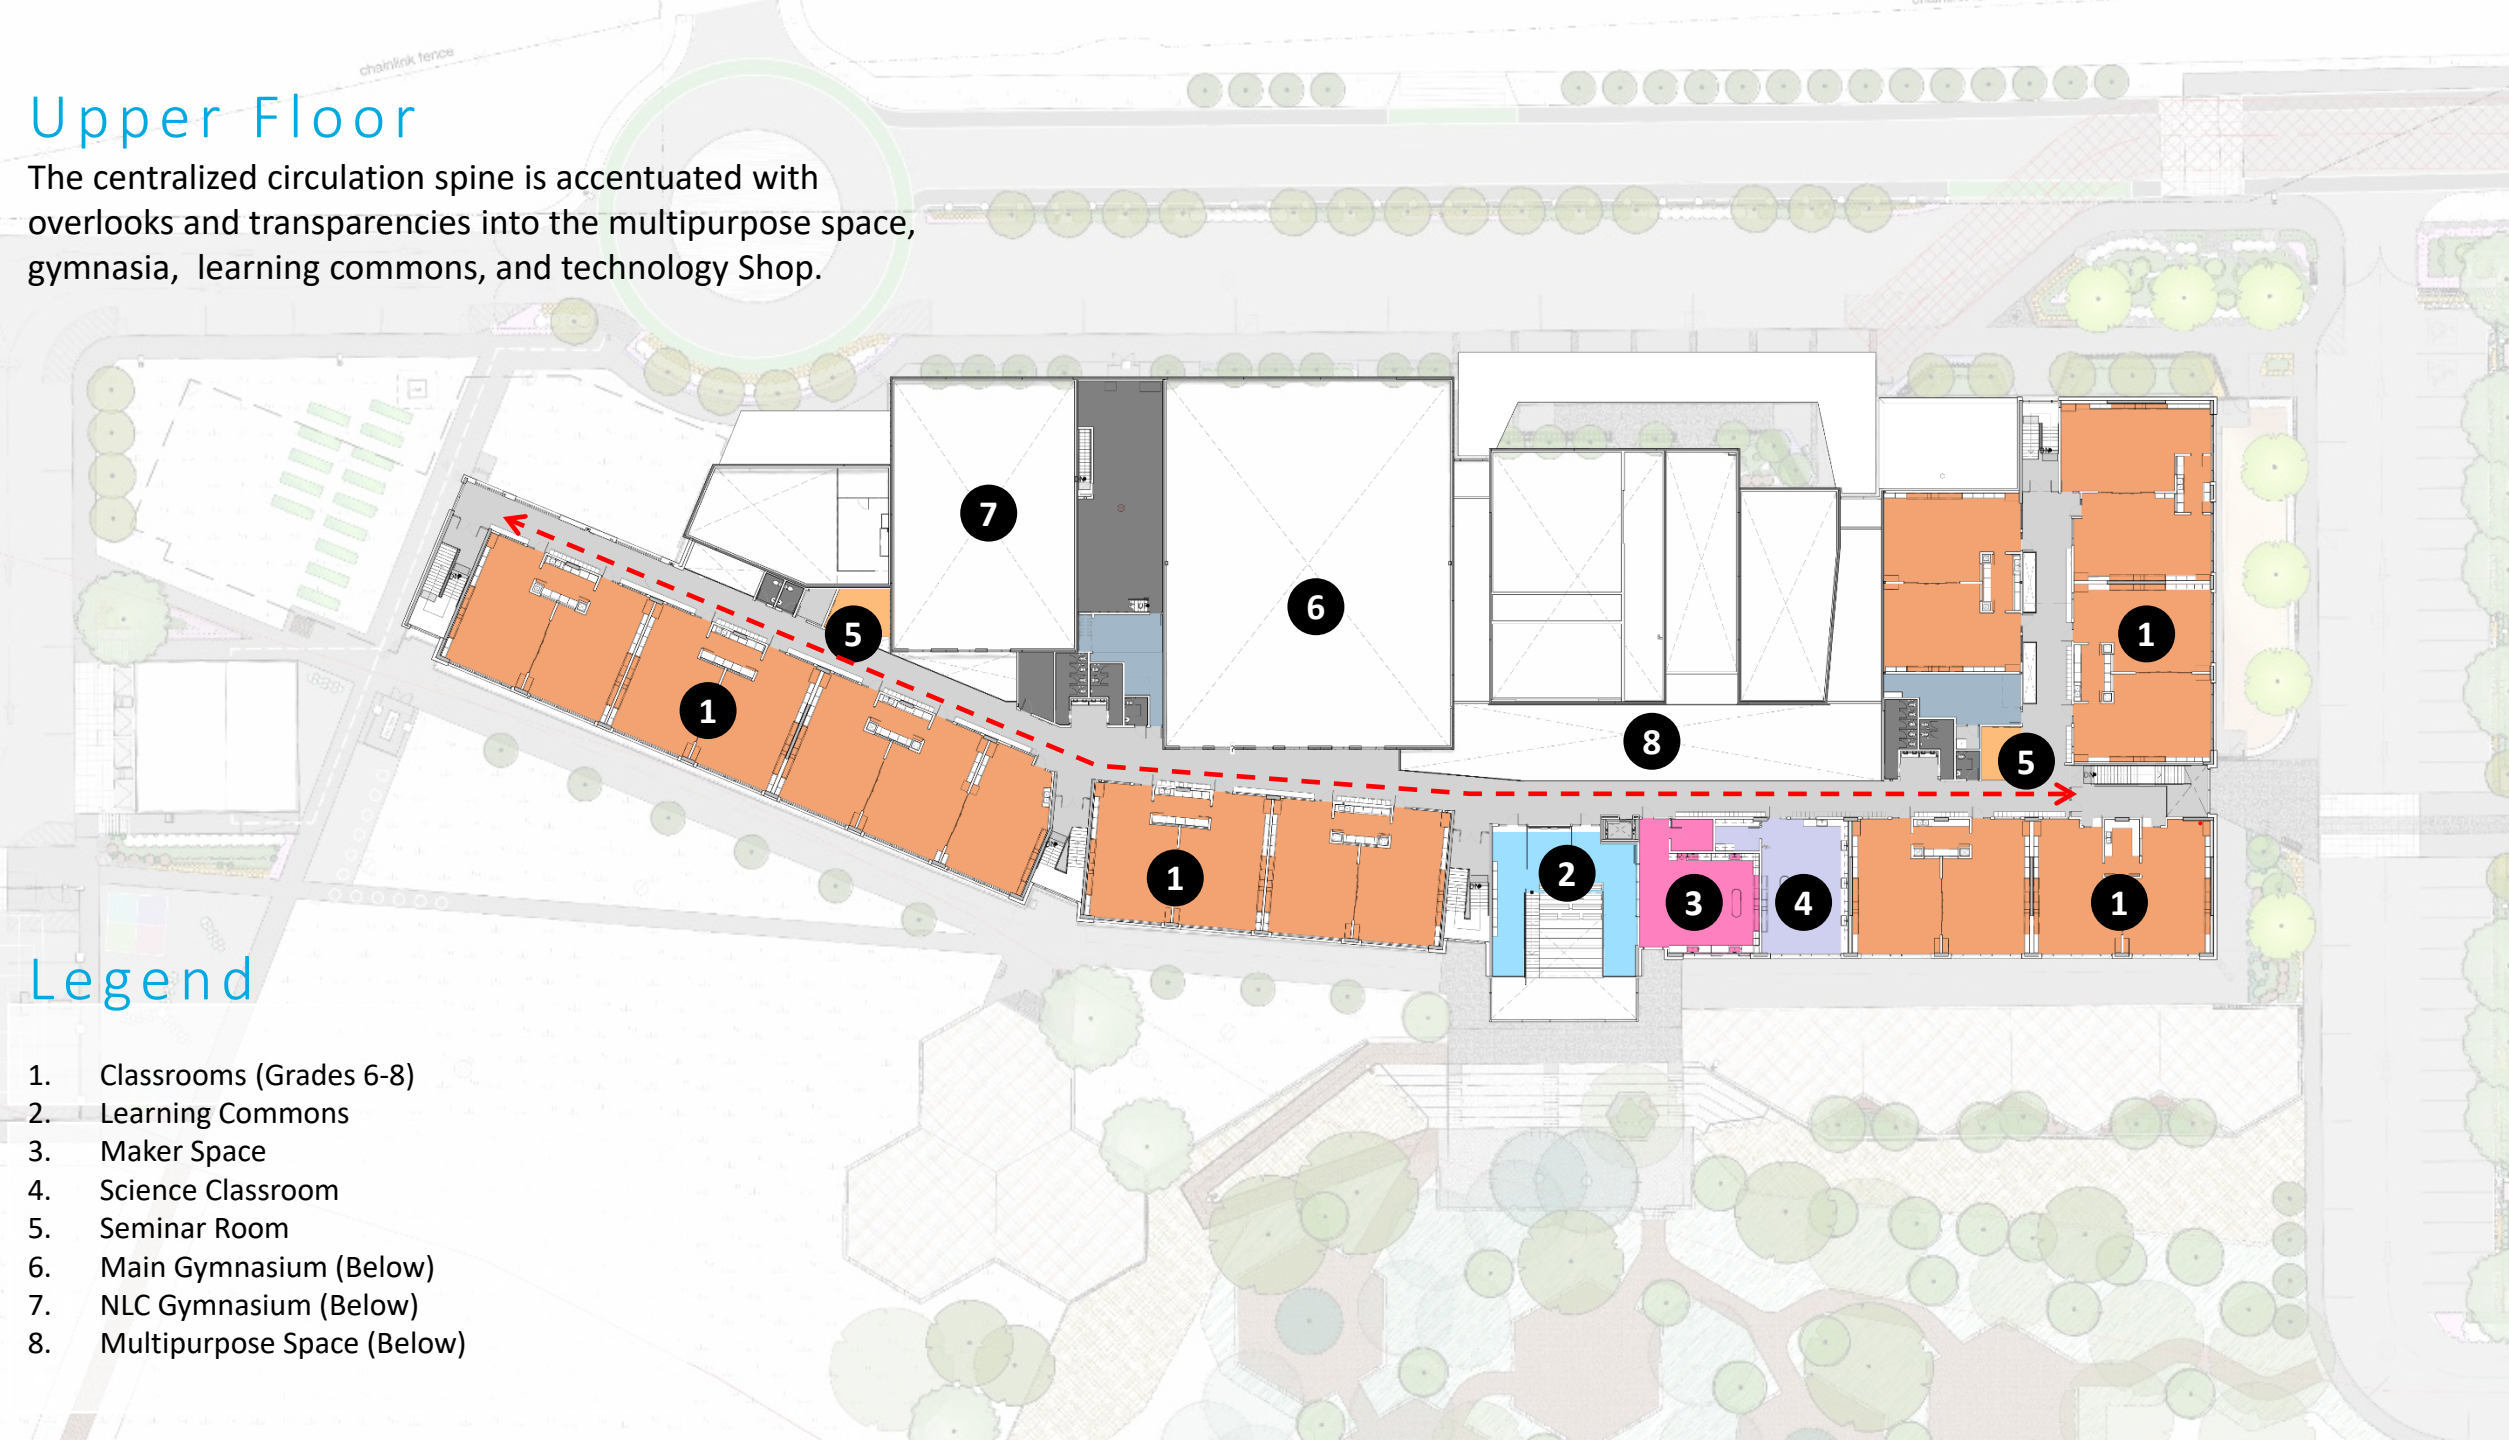 chainlink fence
Upper Floor
The centralized circulation spine is accentuated with
overlooks and transparencies into the multipurpose space,
gymnasia,  learning commons, and technology Shop.
7
6
5
1
8
1
5
1
2
3
4
1
Legend
1. Classrooms (Grades 6-8)
2. Learning Commons
3. Maker Space
4. Science Classroom
5. Seminar Room
6. Main Gymnasium (Below)
7. NLC Gymnasium (Below)
8. Multipurpose Space (Below)